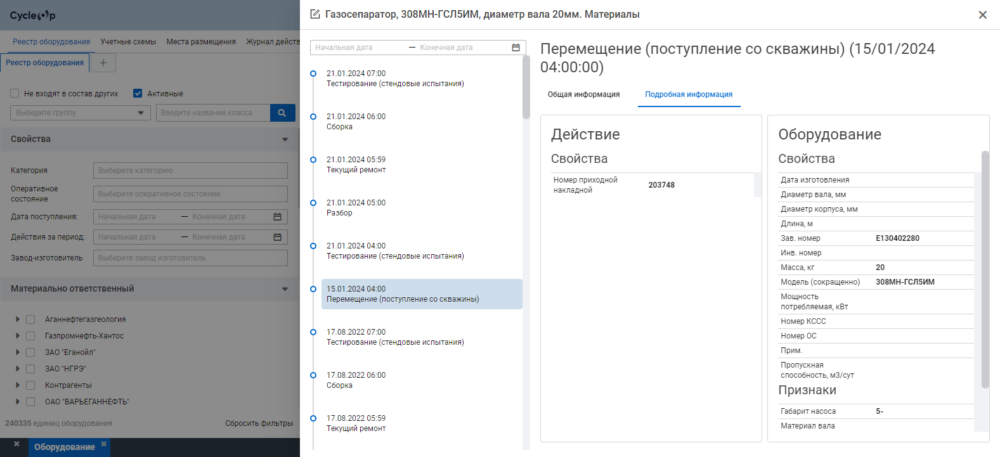 CycleOp
Реестр оборудования
Учетные схемы
Места размещения
Журнал действ
Реестр оборудования
+
Не входят в состав других
Активные
Выберите группу
Введите название класса
Свойства
Категория
Выберите категорию
Оперативное
состояние
Выберите оперативное состояние
Дата поступления:
Начальная дата — Конечная дата
Действия за период:
Начальная дата — Конечная дата
Завод-изготовитель
Выберите завод изготовитель
Материально ответственный
Аганнефтегазгеология
Газпромнефть-Хантос
ЗАО "Еганойл"
ЗАО "НГРЭ"
Контрагенты
ОАО "ВАРЬЕГАННЕФТЬ"
240335 единиц оборудования
Сбросить фильтры
Оборудование
Газосепаратор, 308МН-ГСЛ5ИМ, диаметр вала 20мм. Материалы
Начальная дата — Конечная дата
21.01.2024 07:00
Тестирование (стендовые испытания)
21.01.2024 06:00
Сборка
21.01.2024 05:59
Текущий ремонт
21.01.2024 05:00
Разбор
21.01.2024 04:00
Тестирование (стендовые испытания)
15.01.2024 04:00
Перемещение (поступление со скважины)
17.08.2022 07:00
Тестирование (стендовые испытания)
17.08.2022 06:00
Сборка
17.08.2022 05:59
Текущий ремонт
Перемещение (поступление со скважины) (15/01/2024
04:00:00)
Общая информация
Подробная информация
Действие
Свойства
Номер приходной
накладной
203748
Оборудование
Свойства
Дата изготовления
Диаметр вала, мм
Диаметр корпуса, мм
Длина, м
Зав. номер E130402280
Инв. номер
Масса, кг 20
Модель (сокращенно) 308МН-ГСЛ5ИМ
Мощность
потребляемая, кВт
Номер КССС
Номер ОС
Прим.
Пропускная
способность, м3/сут
Признаки
Габарит насоса 5-
Материал вала